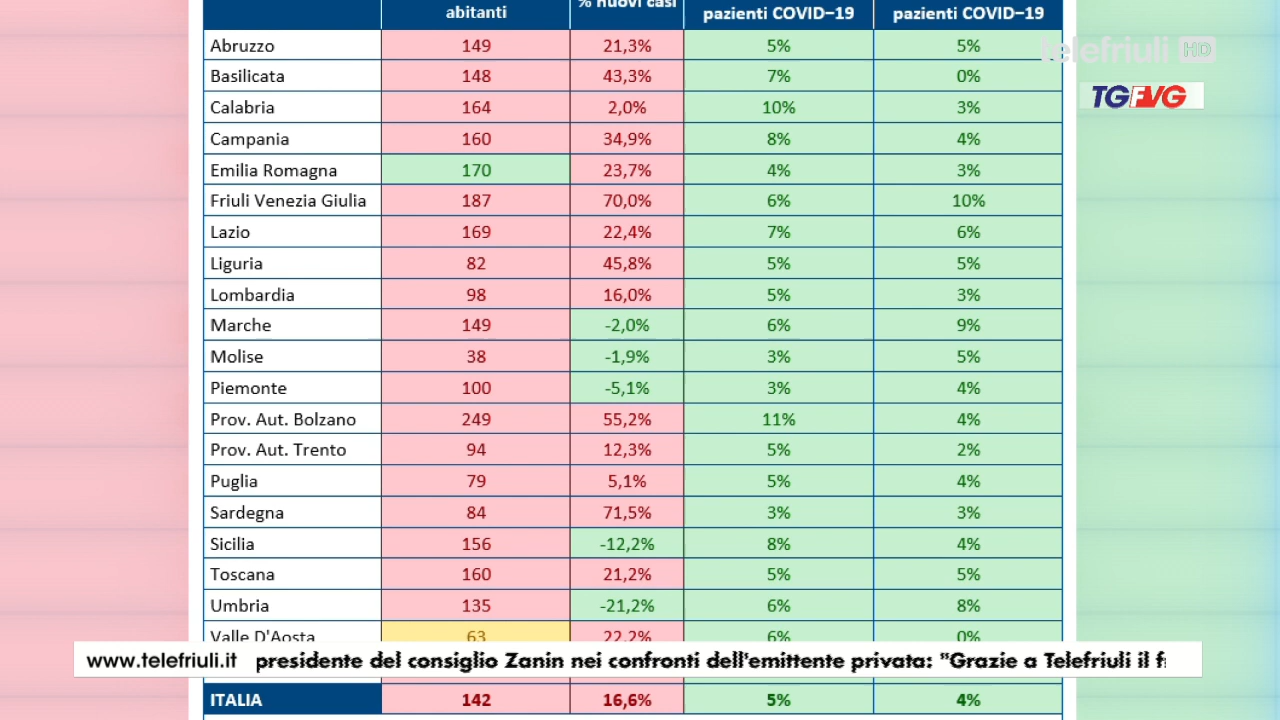 abitanti % nuovi casi pazienti COVID–19 pazienti COVID–19
Abruzzo 149 21,3% 5% 5%
telefriuli HD
Basilicata 148 43,3% 7% 0%
TGFVG
Calabria 164 2,0% 10% 3%
Campania 160 34,9% 8% 4%
Emilia Romagna 170 23,7% 4% 3%
Friuli Venezia Giulia 187 70,0% 6% 10%
Lazio 169 22,4% 7% 6%
Liguria 82 45,8% 5% 5%
Lombardia 98 16,0% 5% 3%
Marche 149 -2,0% 6% 9%
Molise 38 -1,9% 3% 5%
Piemonte 100 -5,1% 3% 4%
Prov. Aut. Bolzano 249 55,2% 11% 4%
Prov. Aut. Trento 94 12,3% 5% 2%
Puglia 79 5,1% 5% 4%
Sardegna 84 71,5% 3% 3%
Sicilia 156 -12,2% 8% 4%
Toscana 160 21,2% 5% 5%
Umbria 135 -21,2% 6% 8%
Valle D'Aosta 63 22,2% 6% 0%
www.telefriuli.it presidente del consiglio Zanin nei confronti dell'emittente privata: "Grazie a Telefriuli il
ITALIA 142 16,6% 5% 4%